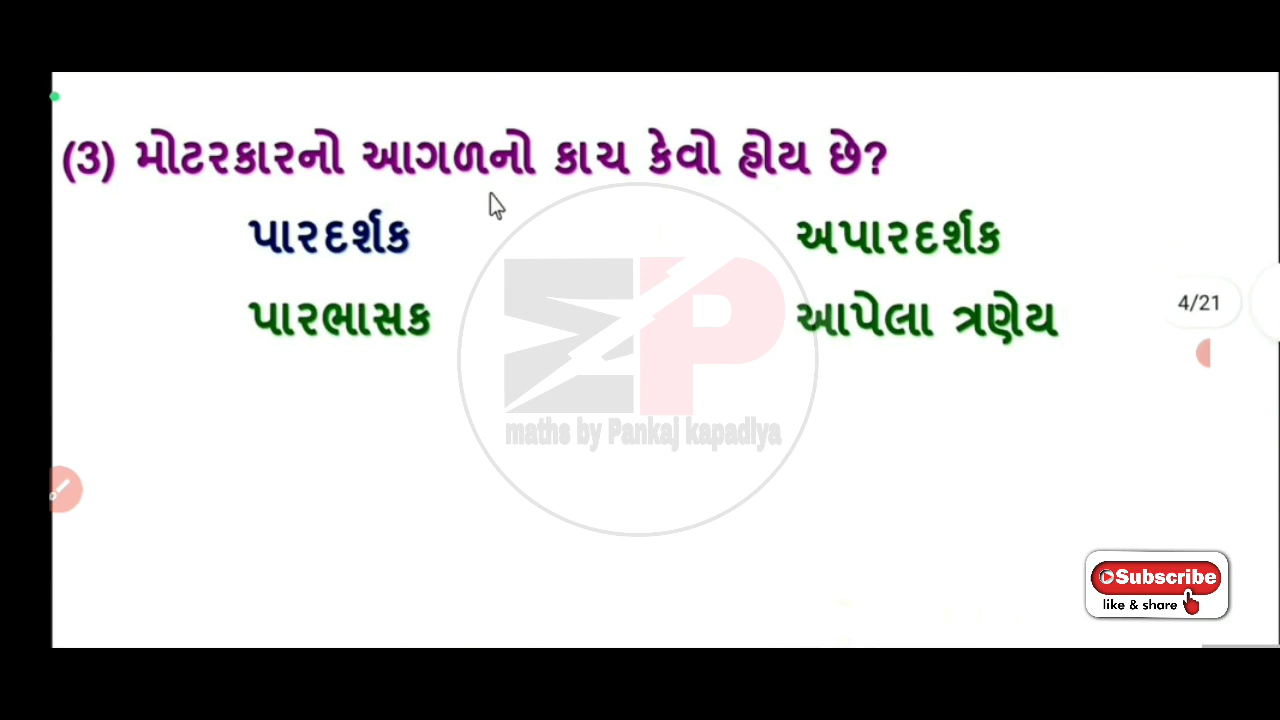 (3) મોટરકારનો આગળનો કાચ કેવો હોય છે?
પારદર્શક અપારદર્શક
પારભાસક આપેલા ત્રણેય
4/21
ΣP
maths by Pankaj kapadiya
Subscribe
like & share